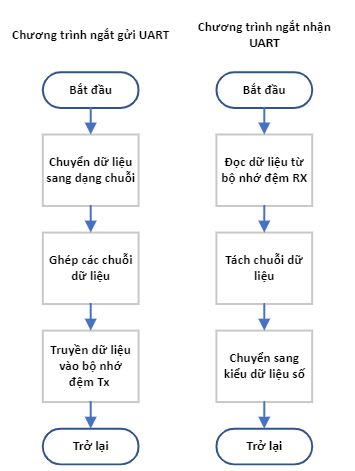 Chương trình ngắt gửi UART
Bắt đầu
Chuyển dữ liệu
sang dạng chuỗi
Ghép các chuỗi
dữ liệu
Truyền dữ liệu
vào bộ nhớ
đệm Tx
Trở lại
Chương trình ngắt nhận
UART
Bắt đầu
Đọc dữ liệu từ
bộ nhớ đệm RX
Tách chuỗi dữ
liệu
Chuyển sang
kiểu dữ liệu số
Trở lại